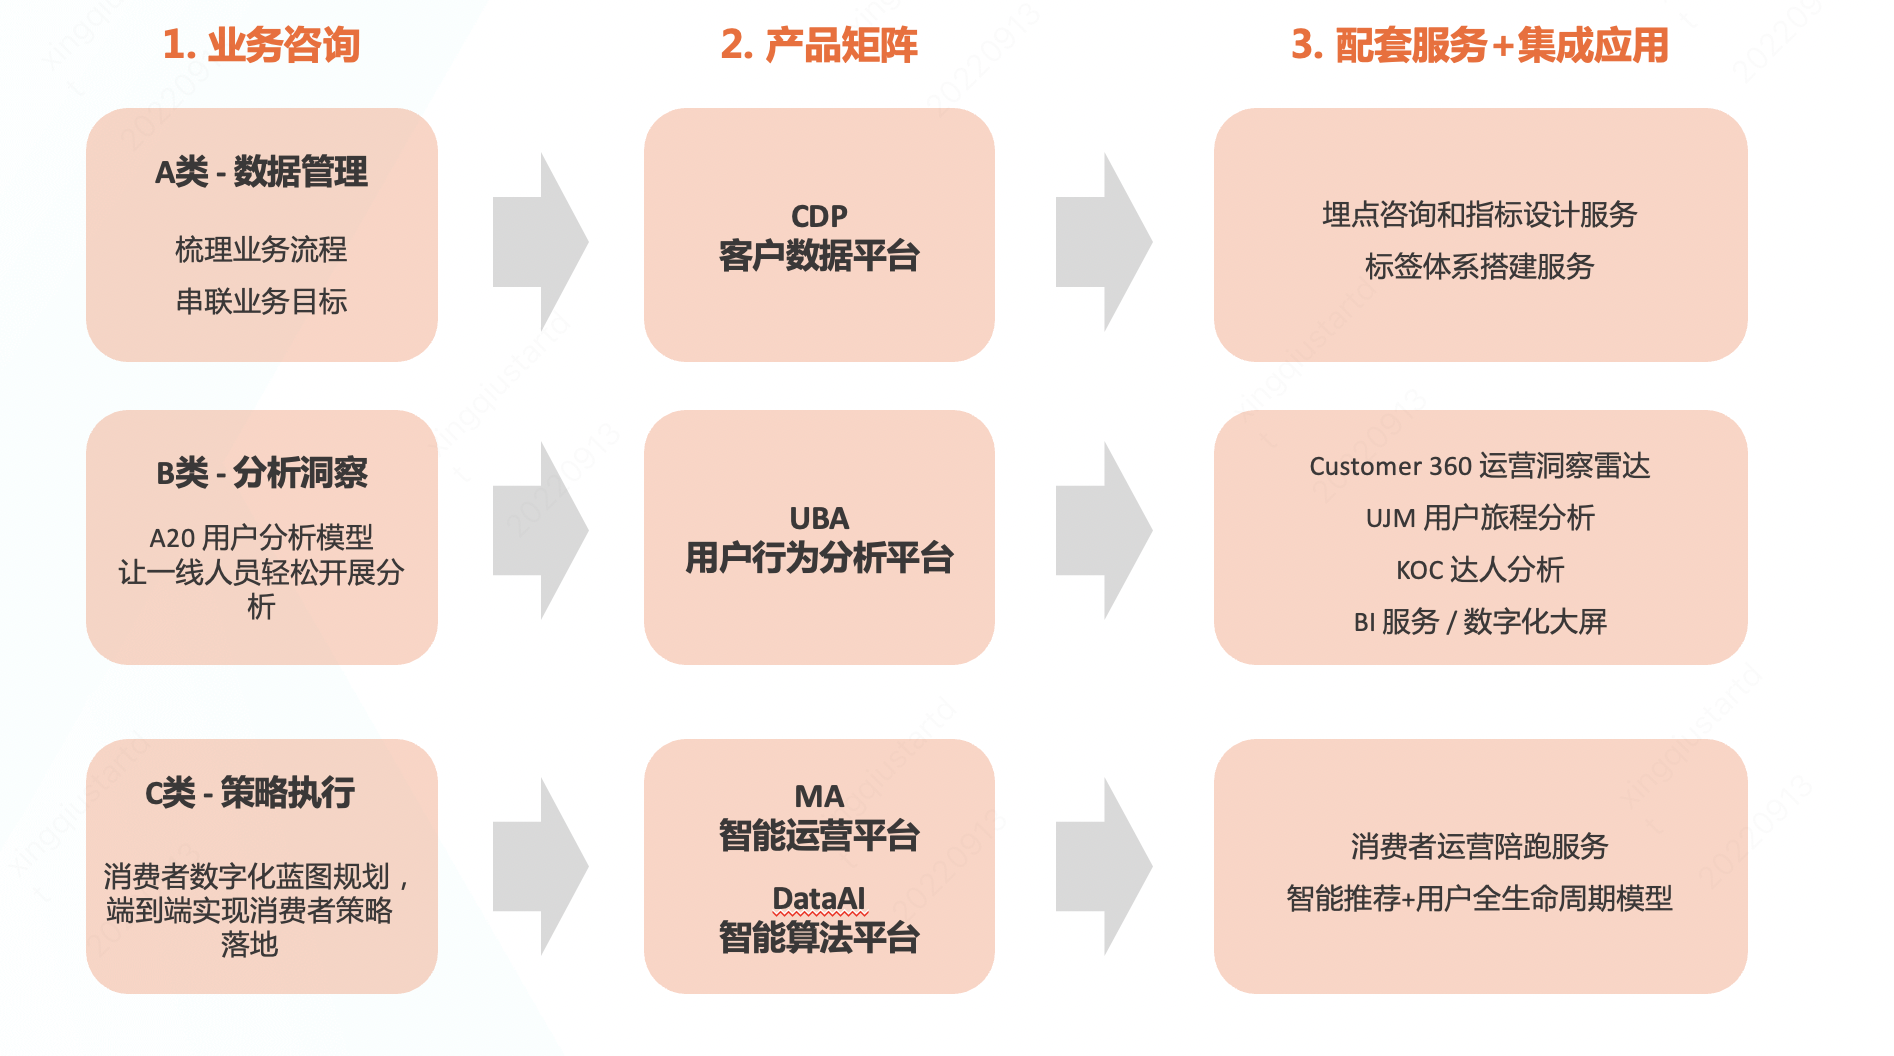 1. 业务咨询
2. 产品矩阵
3. 配套服务+集成应用
A类 - 数据管理
梳理业务流程
串联业务目标
CDP
客户数据平台
埋点咨询和指标设计服务
标签体系搭建服务
B类 - 分析洞察
A20 用户分析模型
让一线人员轻松开展分
析
UBA
用户行为分析平台
Customer 360 运营洞察雷达
UJM 用户旅程分析
KOC 达人分析
BI 服务 / 数字化大屏
C类 - 策略执行
消费者数字化蓝图规划，
端到端实现消费者策略
落地
MA
智能运营平台
DataAI
智能算法平台
消费者运营陪跑服务
智能推荐+用户全生命周期模型